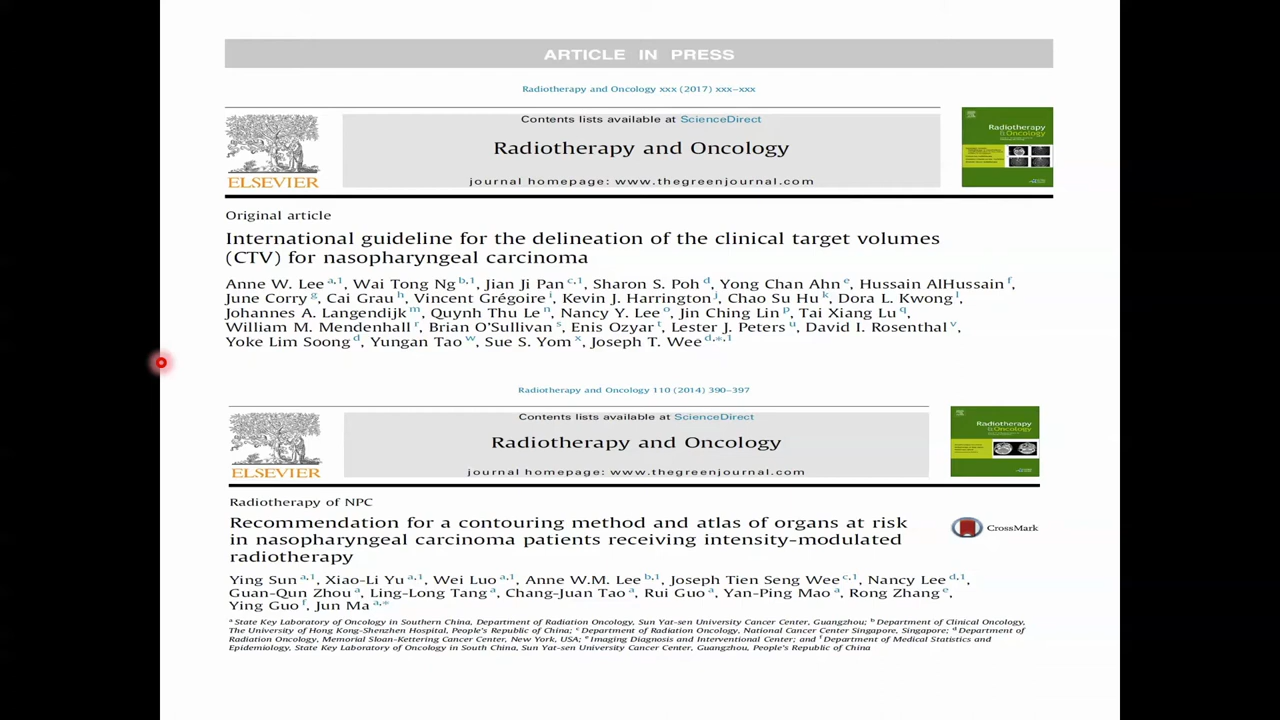 ARTICLE IN PRESS
Radiotherapy and Oncology xxx (2017) xxx–xxx
Contents lists available at ScienceDirect
Radiotherapy and Oncology
journal homepage: www.thegreenjournal.com
ELSEVIER
Radiotherapy
&Oncology
Original article
International guideline for the delineation of the clinical target volumes
(CTV) for nasopharyngeal carcinoma
Anne W. Lee a,1, Wai Tong Ng b,1, Jian Ji Pan c,1, Sharon S. Poh d, Yong Chan Ahn e, Hussain AlHussain f,
June Corry g, Cai Grau h, Vincent Grégoire i, Kevin J. Harrington j, Chao Su Hu k, Dora L. Kwong l,
Johannes A. Langendijk m, Quynh Thu Le n, Nancy Y. Lee o, Jin Ching Lin p, Tai Xiang Lu q,
William M. Mendenhall r, Brian O'Sullivan s, Enis Ozyar t, Lester J. Peters u, David I. Rosenthal v,
Yoke Lim Soong d, Yungan Tao w, Sue S. Yom x, Joseph T. Wee d,*,1
Radiotherapy and Oncology 110 (2014) 390–397
Contents lists available at ScienceDirect
Radiotherapy and Oncology
journal homepage: www.thegreenjournal.com
ELSEVIER
Radiotherapy
&Oncology
Radiotherapy of NPC
Recommendation for a contouring method and atlas of organs at risk
in nasopharyngeal carcinoma patients receiving intensity-modulated
radiotherapy
CrossMark
Ying Sun a,1, Xiao-Li Yu a,1, Wei Luo a,1, Anne W.M. Lee b,1, Joseph Tien Seng Wee c,1, Nancy Lee d,1,
Guan-Qun Zhou a, Ling-Long Tang a, Chang-Juan Tao a, Rui Guo a, Yan-Ping Mao a, Rong Zhang e,
Ying Guo f, Jun Ma a,*
a State Key Laboratory of Oncology in Southern China, Department of Radiation Oncology, Sun Yat-sen University Cancer Center, Guangzhou; b Department of Clinical Oncology,
The University of Hong Kong-Shenzhen Hospital, People's Republic of China; c Department of Radiation Oncology, National Cancer Center Singapore, Singapore; d Department of
Radiation Oncology, Memorial Sloan-Kettering Cancer Center, New York, USA; e Imaging Diagnosis and Interventional Center; and f Department of Medical Statistics and
Epidemiology, State Key Laboratory of Oncology in South China, Sun Yat-sen University Cancer Center, Guangzhou, People's Republic of China